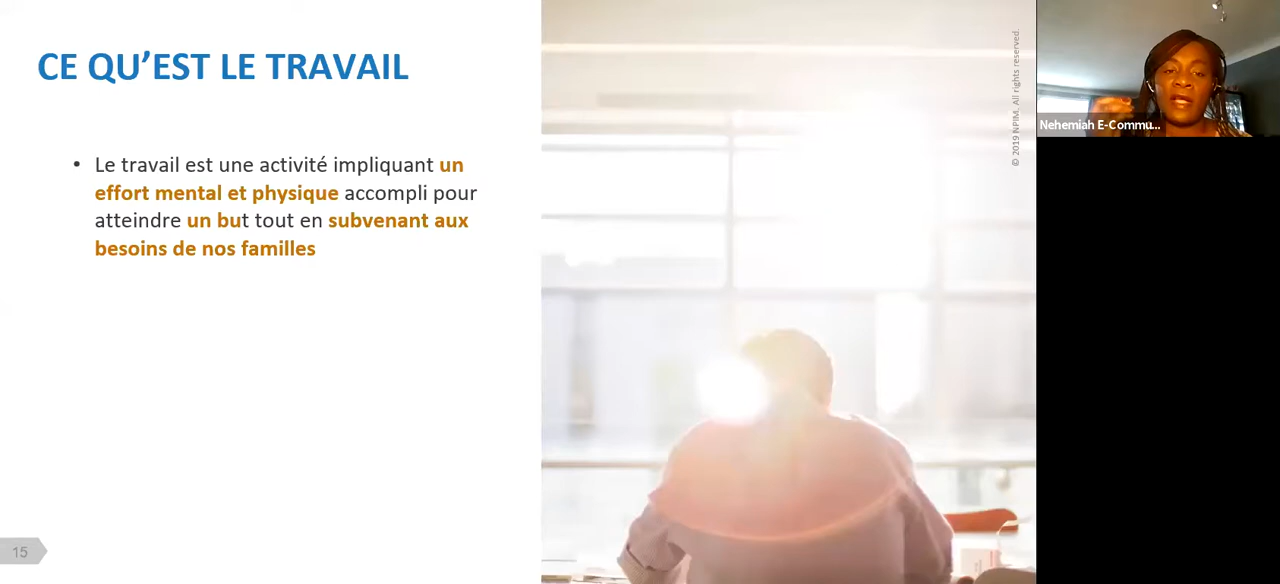 CE QU’EST LE TRAVAIL
• Le travail est une activité impliquant un
effort mental et physique accompli pour
atteindre un but tout en subvenant aux
besoins de nos familles
© 2019 NPIM. All rights reserved.
Nehemiah E-Commu...
15